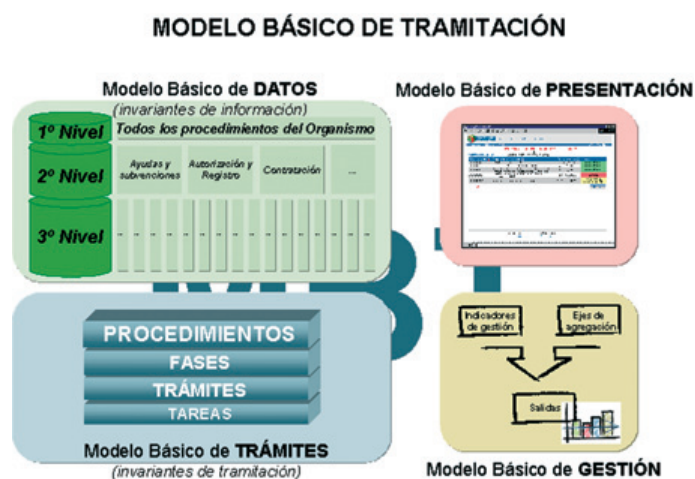 MODELO BÁSICO DE TRAMITACIÓN
Modelo Básico de DATOS
(invariantes de información)
1º Nivel
Todos los procedimientos del Organismo
2º Nivel
Ayudas y
subvenciones
Autorización y
Registro
Contratación
...
3º Nivel
... ... ... ... ... ... ... ... ... ... ... ... ... ... ... ...
Modelo Básico de PRESENTACIÓN
MBT
PROCEDIMIENTOS
FASES
TRÁMITES
TAREAS
Modelo Básico de TRÁMITES
(invariantes de tramitación)
Indicadores
de gestión
Ejes de
agregación
Salidas
Modelo Básico de GESTIÓN